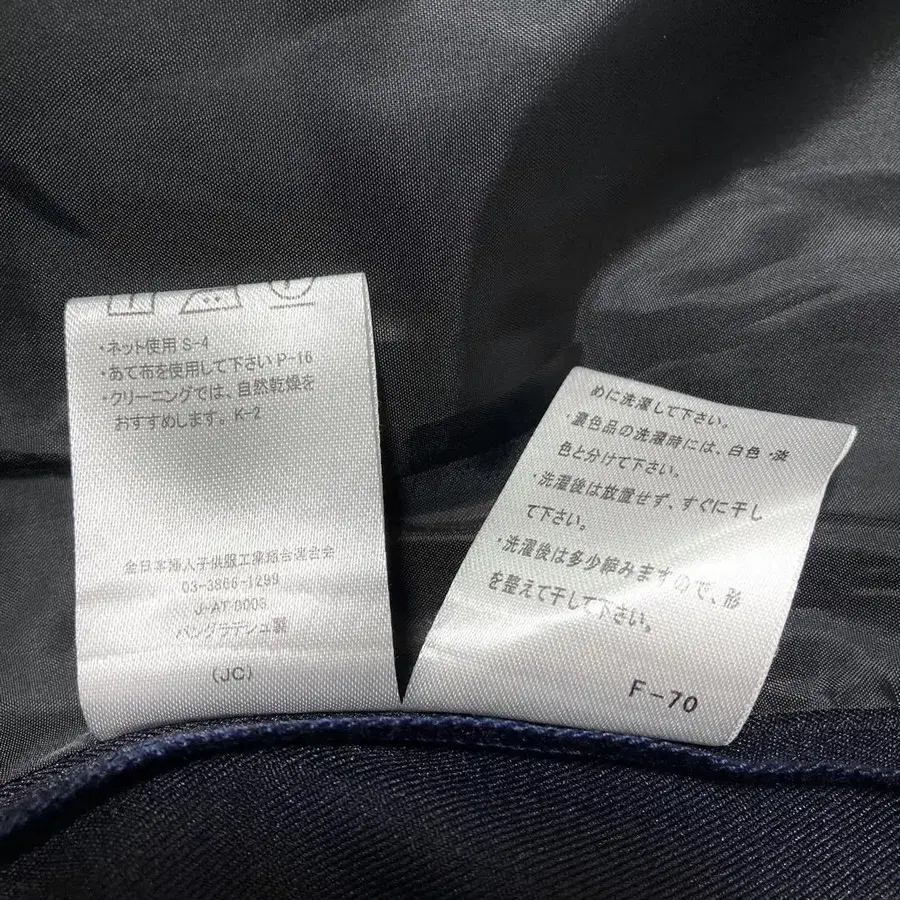 ・ネット使用 S-4
・あて布を使用して下さい P-16
・クリーニングでは、自然乾燥を
おすすめします。K-2
全日本婦人子供服工業組合連合会
03-3866-1299
J-AT 0006
バングラデシュ製
(JC)
めに洗濯して下さい。
・濃色品の洗濯時には、白色・淡
色と分けて下さい。
・洗濯後は放置せず、すぐに干し
て下さい。
・洗濯後は多少縮みますので、形
を整えて干して下さい。
F-70